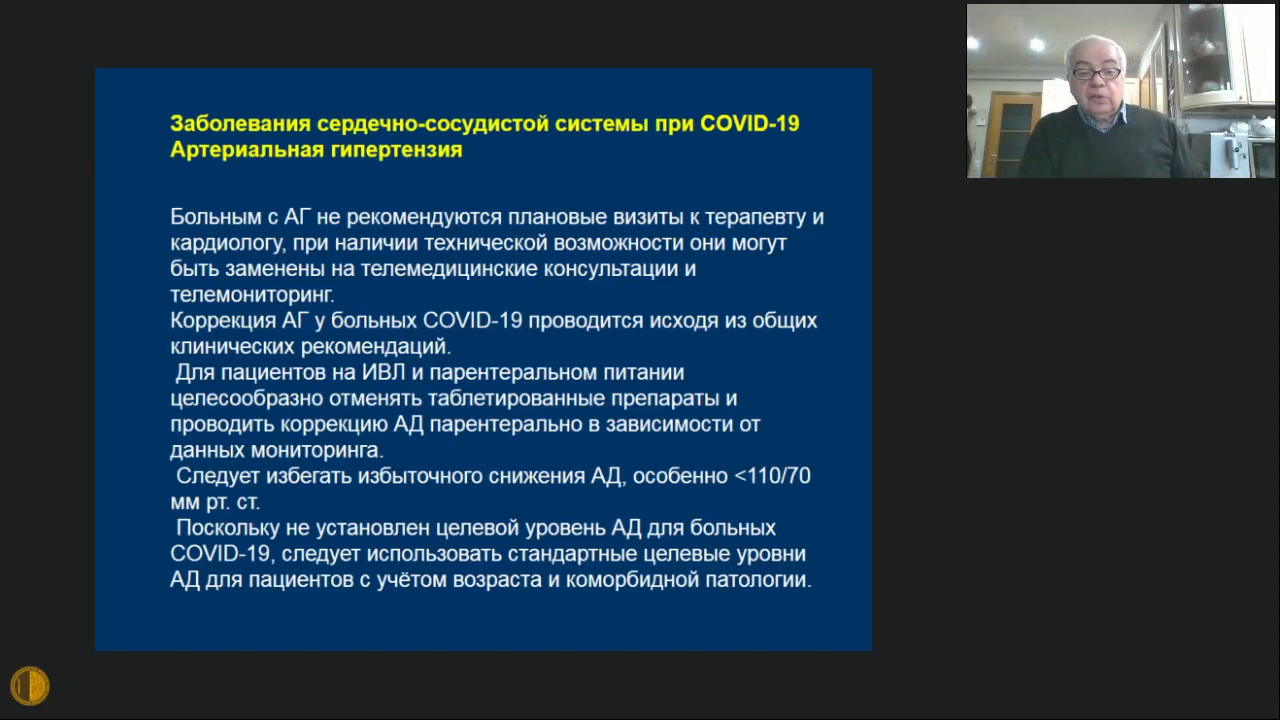 Заболевания сердечно-сосудистой системы при COVID-19
Артериальная гипертензия
Больным с АГ не рекомендуются плановые визиты к терапевту и
кардиологу, при наличии технической возможности они могут
быть заменены на телемедицинские консультации и
телемониторинг.
Коррекция АГ у больных COVID-19 проводится исходя из общих
клинических рекомендаций.
Для пациентов на ИВЛ и парентеральном питании
целесообразно отменять таблетированные препараты и
проводить коррекцию АД парентерально в зависимости от
данных мониторинга.
Следует избегать избыточного снижения АД, особенно <110/70
мм рт. ст.
Поскольку не установлен целевой уровень АД для больных
COVID-19, следует использовать стандартные целевые уровни
АД для пациентов с учётом возраста и коморбидной патологии.